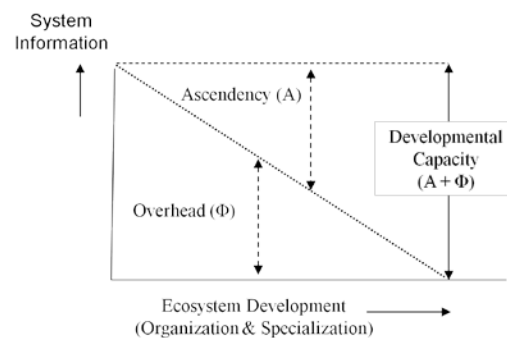 System
Information
Ascendency (A)
Developmental
Capacity
(A + Φ)
Overhead (Φ)
Ecosystem Development
(Organization & Specialization)